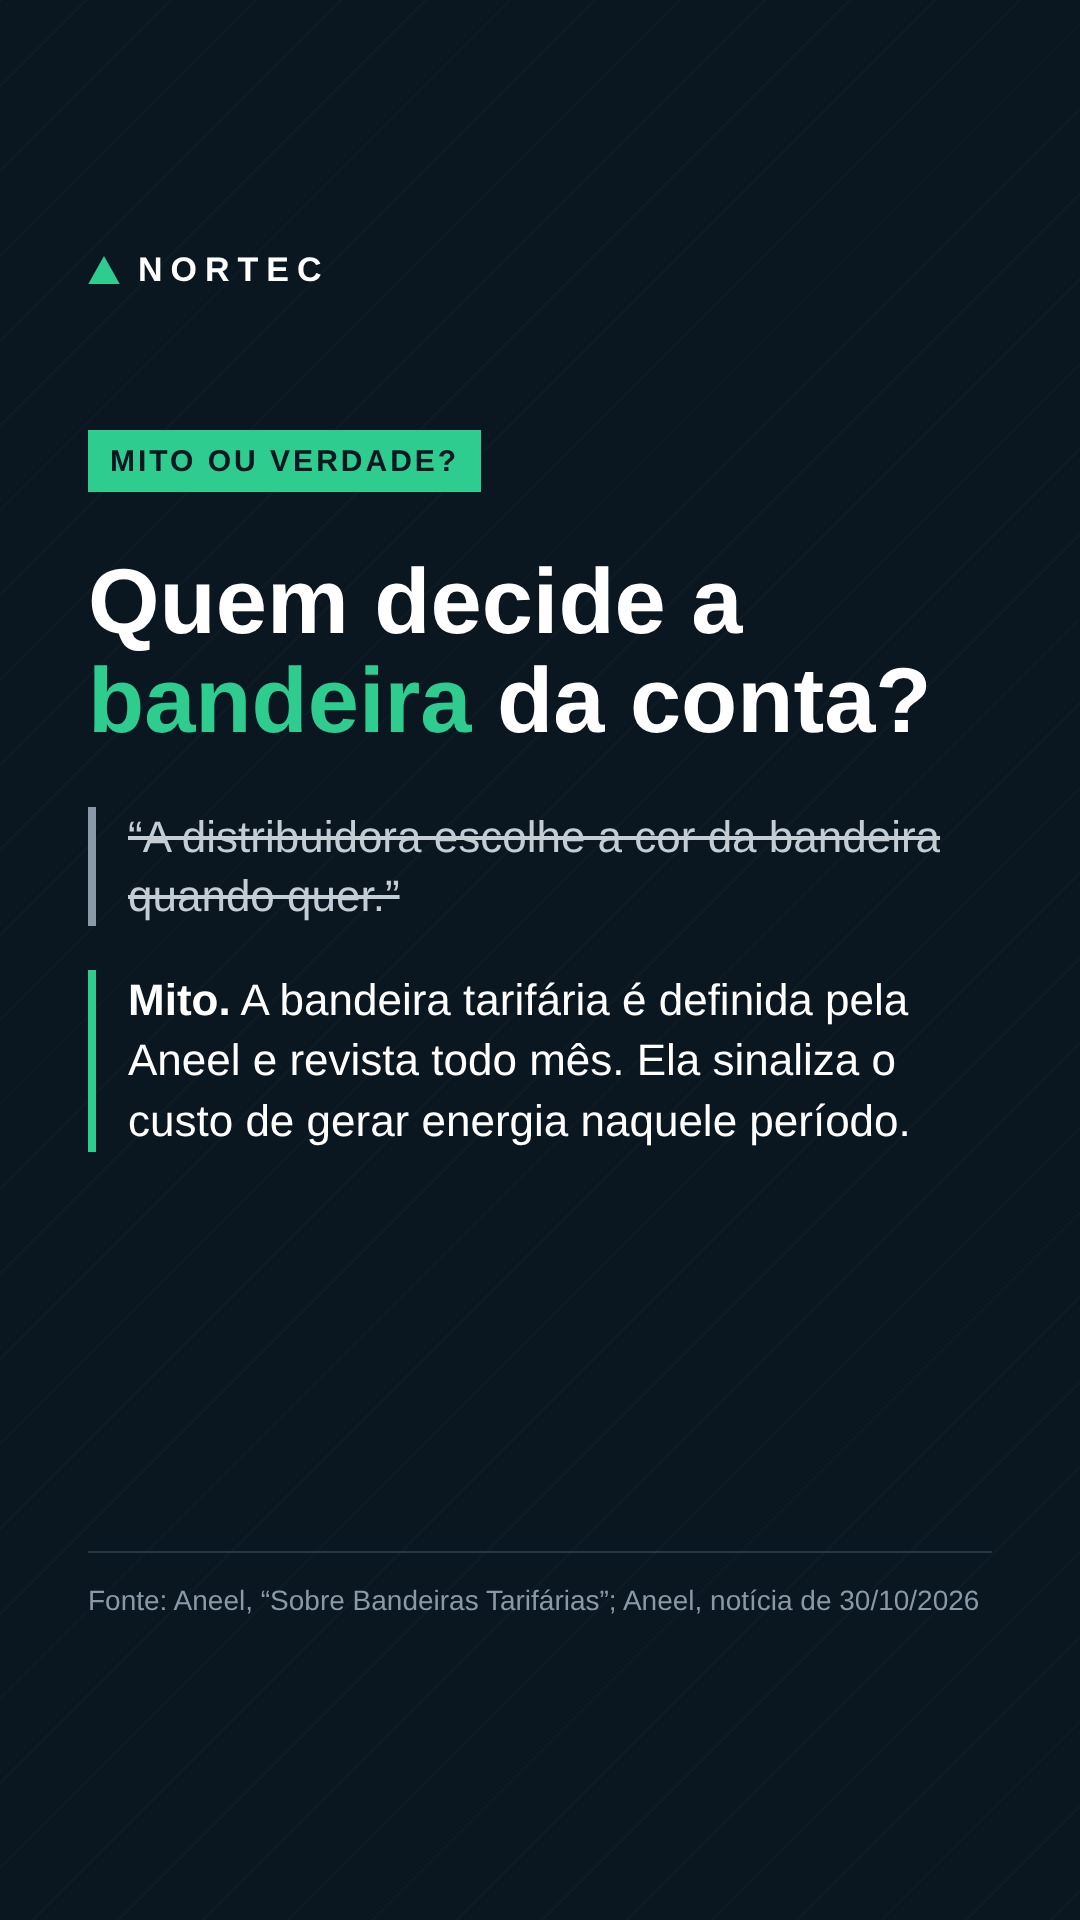 NORTEC
MITO OU VERDADE?
Quem decide a
bandeira da conta?
“A distribuidora escolhe a cor da bandeira
quando quer.”
Mito. A bandeira tarifária é definida pela
Aneel e revista todo mês. Ela sinaliza o
custo de gerar energia naquele período.
Fonte: Aneel, “Sobre Bandeiras Tarifárias”; Aneel, notícia de 30/10/2026